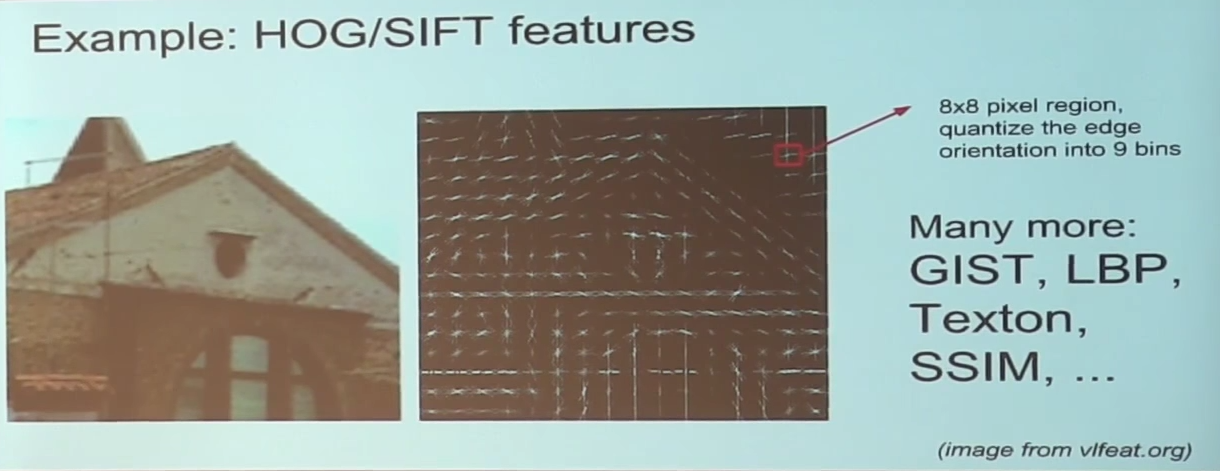 Example: HOG/SIFT features
8x8 pixel region,
quantize the edge
orientation into 9 bins
Many more:
GIST, LBP,
Texton,
SSIM, ...
(image from vlfeat.org)